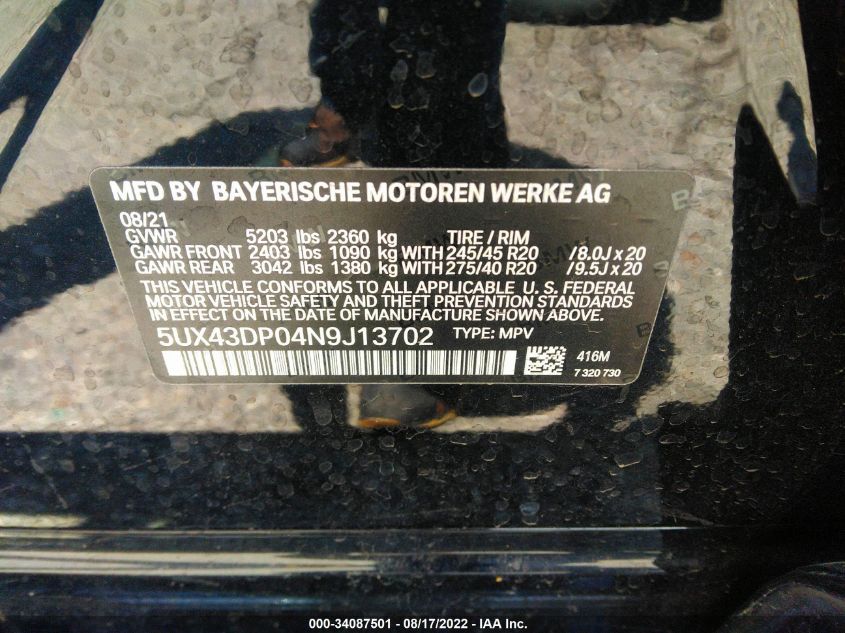 MFD BY BAYERISCHE MOTOREN WERKE AG
08/21
GVWR 5203 lbs 2360 kg TIRE / RIM
GAWR FRONT 2403 lbs 1090 kg WITH 245/45 R20 /8.0J x 20
GAWR REAR 3042 lbs 1380 kg WITH 275/40 R20 /9.5J x 20
THIS VEHICLE CONFORMS TO ALL APPLICABLE U. S. FEDERAL
MOTOR VEHICLE SAFETY AND THEFT PREVENTION STANDARDS
IN EFFECT ON THE DATE OF MANUFACTURE SHOWN ABOVE.
5UX43DP04N9J13702 TYPE: MPV
416M
7 320 730
000-34087501 - 08/17/2022 - IAA Inc.